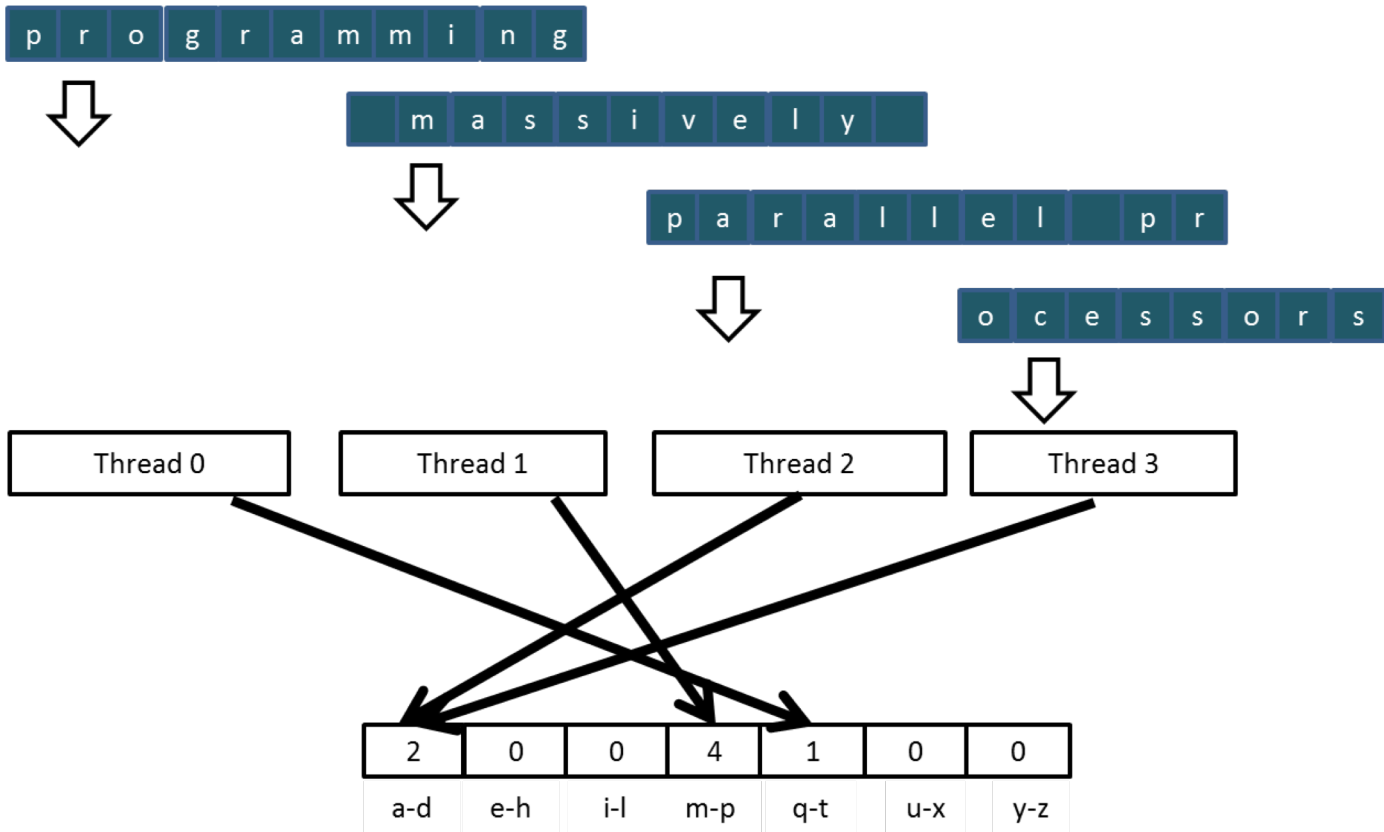 p r o g r a m m i n g
m a s s i v e l y
p a r a l l e l p r
o c e s s o r s
Thread 0 Thread 1 Thread 2 Thread 3
2 0 0 4 1 0 0
a-d e-h i-l m-p q-t u-x y-z